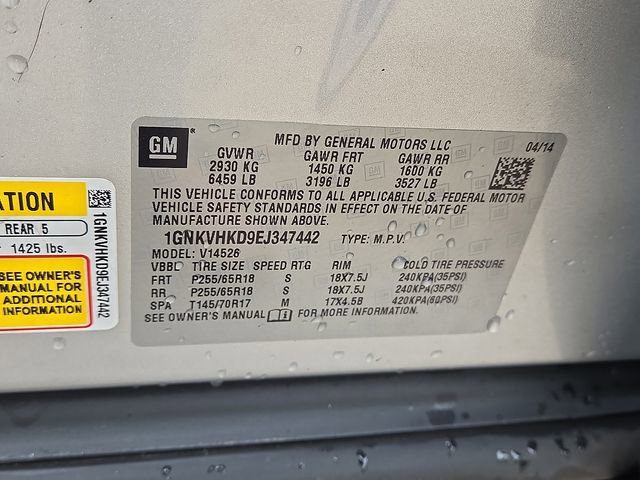 ATION
REAR 5
1425 lbs.
SEE OWNER'S
MANUAL FOR
ADDITIONAL
INFORMATION
1GNKVHKD9EJ347442
GM ®
MFD BY GENERAL MOTORS LLC 04/14
GVWR GAWR FRT GAWR RR
2930 KG 1450 KG 1600 KG
6459 LB 3196 LB 3527 LB
THIS VEHICLE CONFORMS TO ALL APPLICABLE U.S. FEDERAL MOTOR
VEHICLE SAFETY STANDARDS IN EFFECT ON THE DATE OF
MANUFACTURE SHOWN ABOVE.
1GNKVHKD9EJ347442 TYPE: M.P.V.
MODEL: V14526
VBBD TIRE SIZE SPEED RTG RIM COLD TIRE PRESSURE
FRT P255/65R18 S 18X7.5J 240KPA(35PSI)
RR P255/65R18 S 18X7.5J 240KPA(35PSI)
SPA T145/70R17 M 17X4.5B 420KPA(60PSI)
SEE OWNER'S MANUAL FOR MORE INFORMATION.